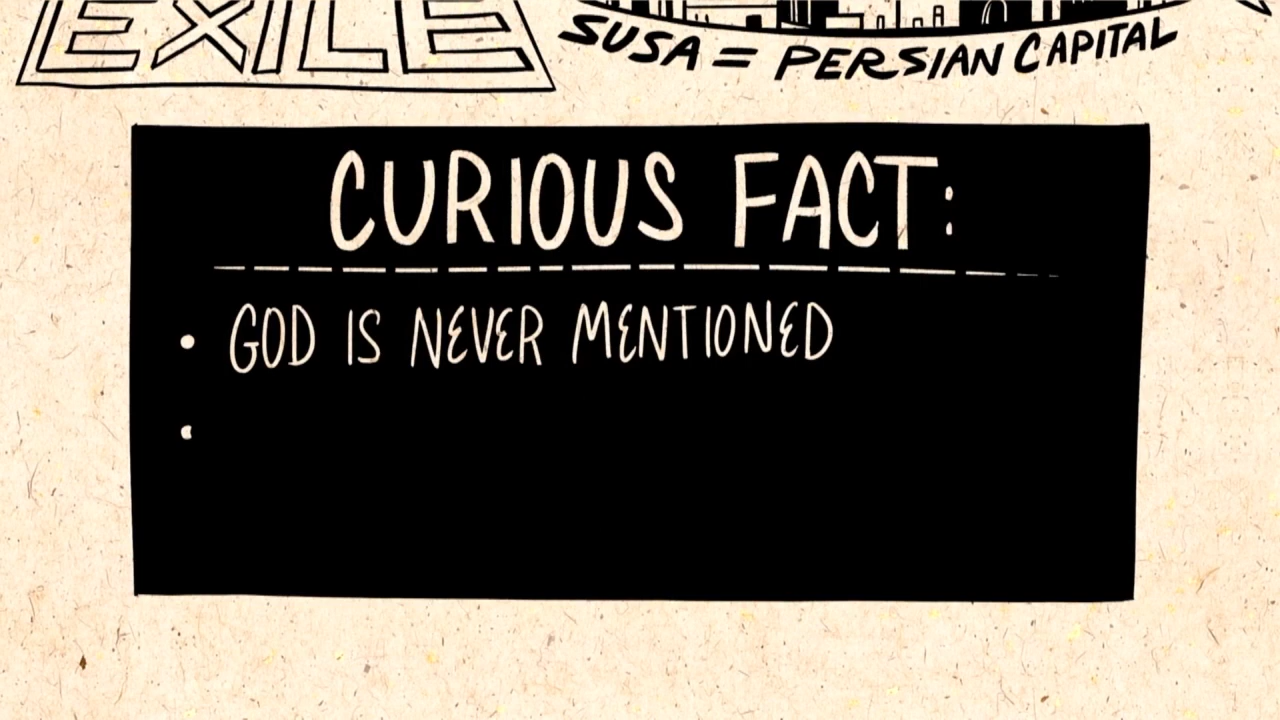 EXILE
SUSA = PERSIAN CAPITAL
CURIOUS FACT:
• GOD IS NEVER MENTIONED
•